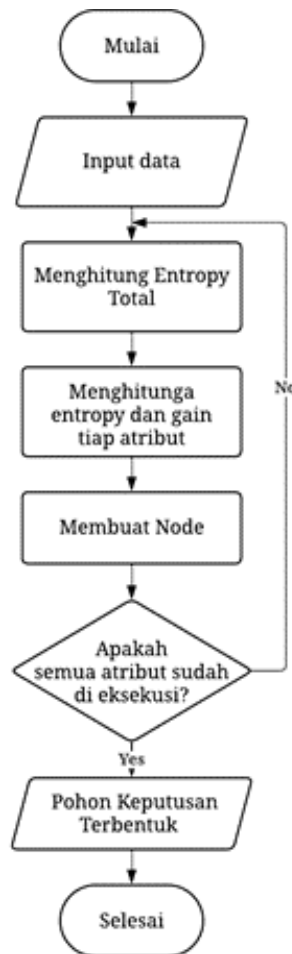 Mulai
Input data
Menghitung Entropy
Total
Menghitunga
entropy dan gain
tiap atribut
No
Membuat Node
Apakah
semua atribut sudah
di eksekusi?
Yes
Pohon Keputusan
Terbentuk
Selesai